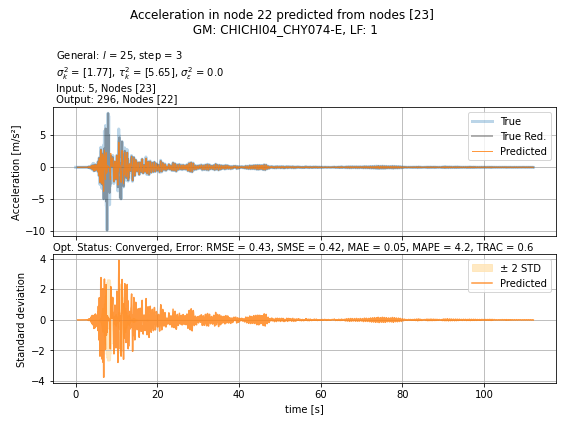 Acceleration in node 22 predicted from nodes [23]
GM: CHICHI04_CHY074-E, LF: 1
General: l = 25, step = 3
σ²ₖ = [1.77], τ²ₖ = [5.65], σ²ε = 0.0
Input: 5, Nodes [23]
Output: 296, Nodes [22]
Acceleration [m/s²]
5
0
−5
−10
True
True Red.
Predicted
Opt. Status: Converged, Error: RMSE = 0.43, SMSE = 0.42, MAE = 0.05, MAPE = 4.2, TRAC = 0.6
Standard deviation
4
2
0
−2
−4
± 2 STD
Predicted
0 20 40 60 80 100
time [s]